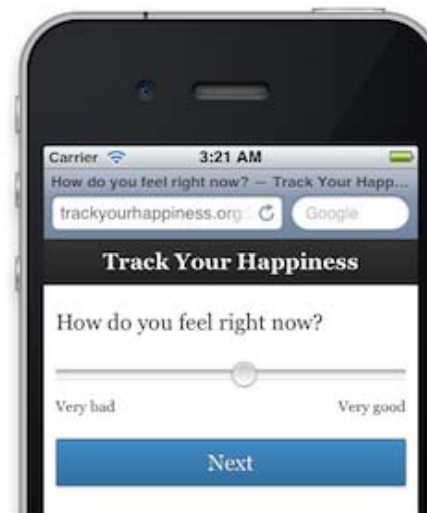 Carrier 3:21 AM
How do you feel right now? — Track Your Happ...
trackyourhappiness.org Google
Track Your Happiness
How do you feel right now?
Very bad Very good
Next